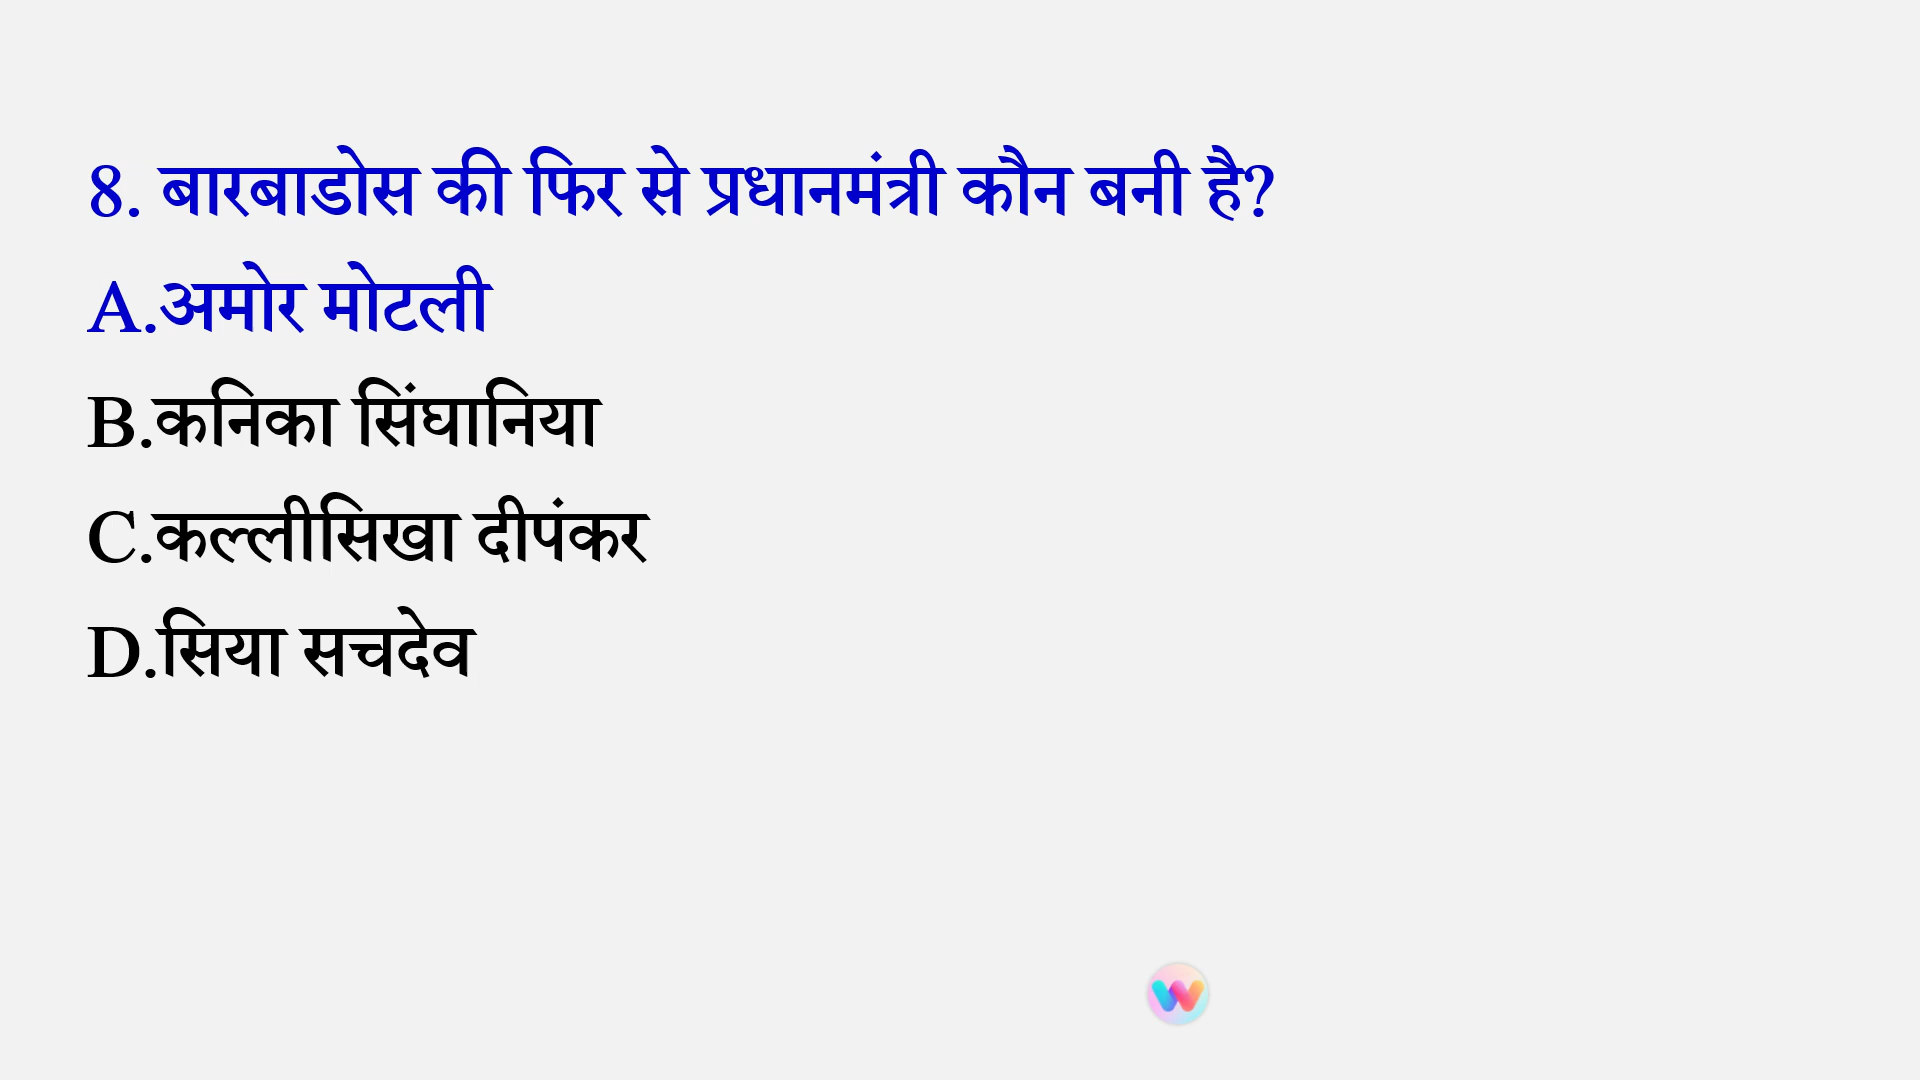 8. बारबाडोस की फिर से प्रधानमंत्री कौन बनी है?
A.अमोर मोटली
B.कनिका सिंघानिया
C.कल्लीसिखा दीपंकर
D.सिया सचदेव